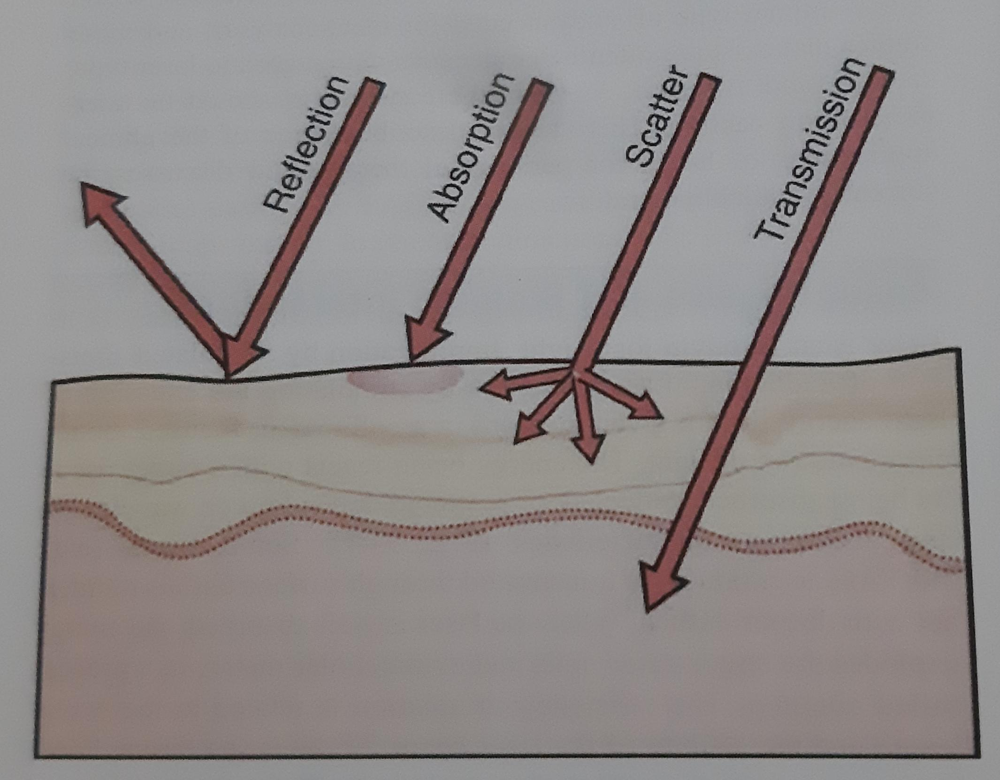 Reflection
Absorption
Scatter
Transmission